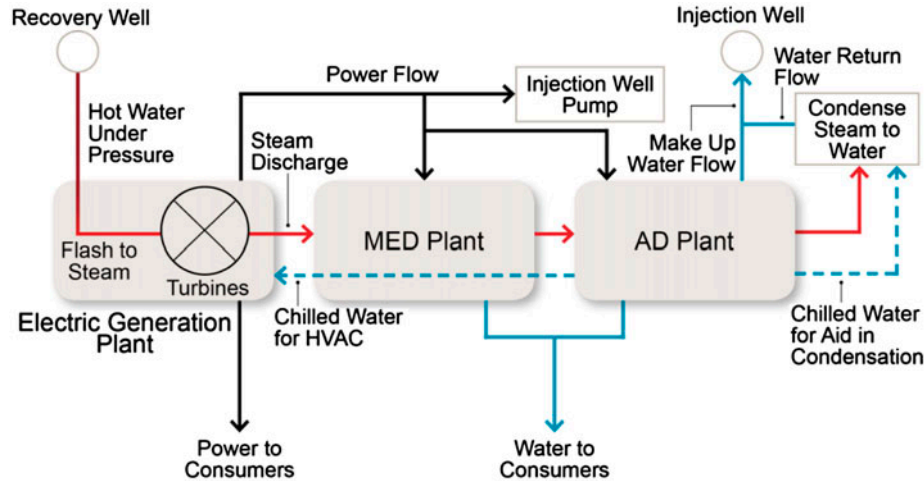 Recovery Well
Injection Well
Power Flow
Injection Well
Pump
Water Return
Flow
Hot Water
Under
Pressure
Steam
Discharge
Make Up
Water Flow
Condense
Steam to
Water
Flash to
Steam
Turbines
MED Plant
AD Plant
Electric Generation
Plant
Chilled Water
for HVAC
Chilled Water
for Aid in
Condensation
Power to
Consumers
Water to
Consumers